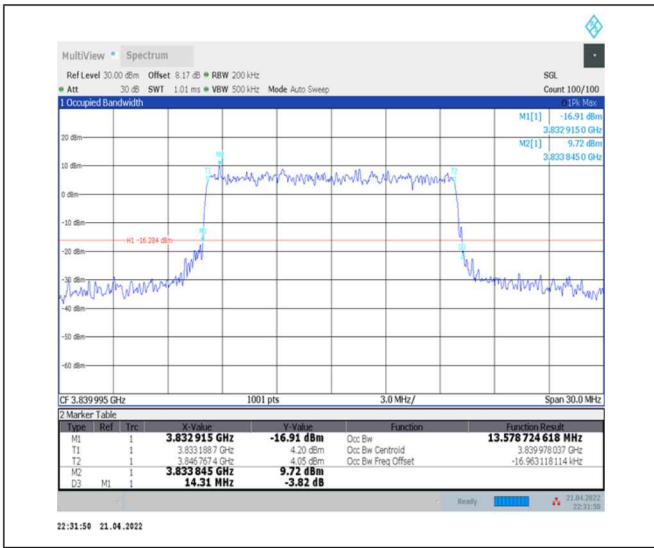 MultiView Spectrum
Ref Level 30.00 dBm Offset 8.17 dB RBW 200 kHz SGL
Att 30 dB SWT 1.01 ms VBW 500 kHz Mode Auto Sweep Count 100/100
1 Occupied Bandwidth 1Pk Max
M1[1] -16.91 dBm
3.832 915 0 GHz
M2[1] 9.72 dBm
3.833 845 0 GHz
20 dBm
M2
10 dBm
T1 T2
0 dBm
-10 dBm
M1
H1 -16.284 dBm
-20 dBm
D3
-30 dBm
-40 dBm
-50 dBm
-60 dBm
CF 3.839 995 GHz 1001 pts 3.0 MHz/ Span 30.0 MHz
2 Marker Table
Type Ref Trc X-Value Y-Value Function Function Result
M1 1 3.832 915 GHz -16.91 dBm Occ Bw 13.578 724 618 MHz
T1 1 3.833 188 7 GHz 4.20 dBm Occ Bw Centroid 3.839 978 037 GHz
T2 1 3.846 767 4 GHz 4.05 dBm Occ Bw Freq Offset -16.963 118 114 kHz
M2 1 3.833 845 GHz 9.72 dBm
D3 M1 1 14.31 MHz -3.82 dB
Ready 21.04.2022
22:31:50
22:31:50 21.04.2022